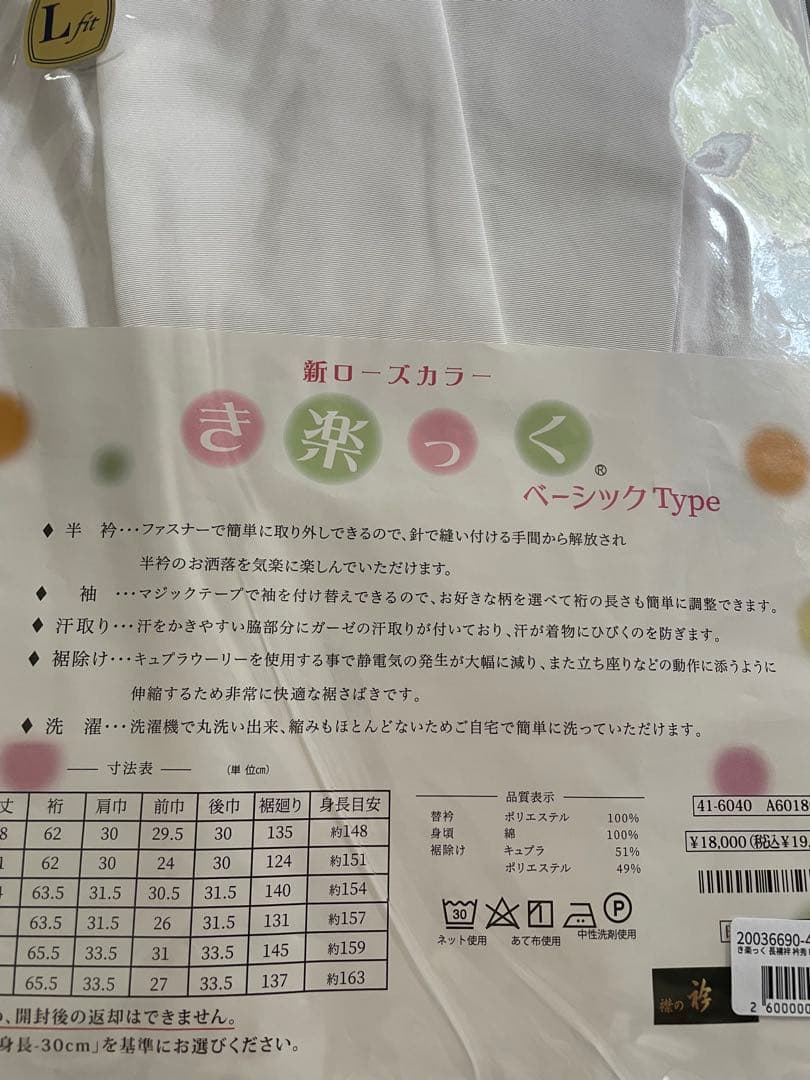 L fit
新ローズカラー
き楽っく®
ベーシックType
◆ 半 衿・・・ファスナーで簡単に取り外しできるので、針で縫い付ける手間から解放され
半衿のお洒落を気楽に楽しんでいただけます。
◆ 袖 ・・・マジックテープで袖を付け替えできるので、お好きな柄を選べて裄の長さも簡単に調整できます。
◆ 汗取り・・・汗をかきやすい脇部分にガーゼの汗取りが付いており、汗が着物にひびくのを防ぎます。
◆ 裾除け・・・キュプラウーリーを使用する事で静電気の発生が大幅に減り、また立ち座りなどの動作に添うように
伸縮するため非常に快適な裾さばきです。
◆ 洗 濯・・・洗濯機で丸洗い出来、縮みもほとんどないためご自宅で簡単に洗っていただけます。
寸法表 (単位cm)
丈 裄 肩巾 前巾 後巾 裾廻り 身長目安
8 62 30 29.5 30 135 約148
1 62 30 24 30 124 約151
63.5 31.5 30.5 31.5 140 約154
63.5 31.5 26 31.5 131 約157
65.5 33.5 31 33.5 145 約159
65.5 33.5 27 33.5 137 約163
、開封後の返却はできません。
身長-30cm」を基準にお選びください。
品質表示
替衿 ポリエステル 100%
身頃 綿 100%
裾除け キュプラ 51%
ポリエステル 49%
30 P
ネット使用 あて布使用 中性洗剤使用
41-6040 A6018
¥18,000(税込¥19,
20036690-4
き楽っく 長襦袢 衿秀
2 600000
襟の衿